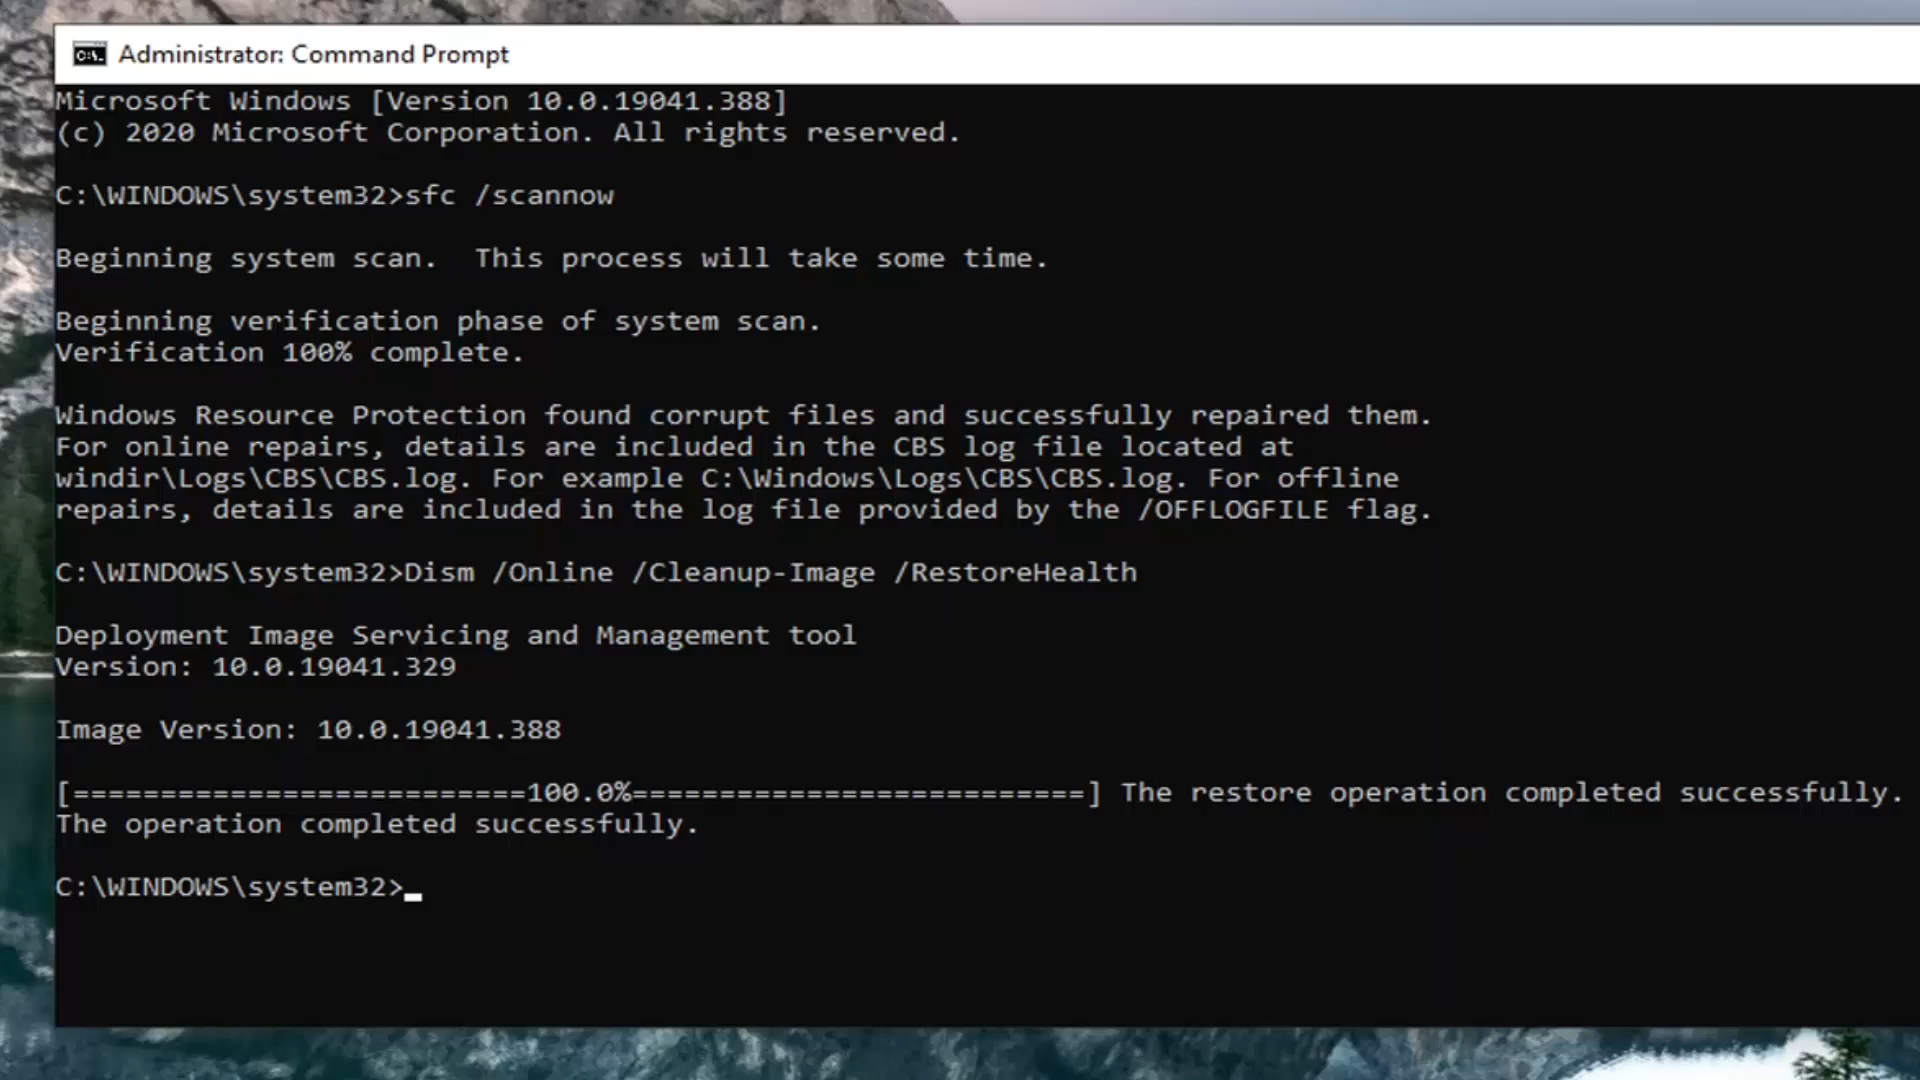 Administrator: Command Prompt
Microsoft Windows [Version 10.0.19041.388]
(c) 2020 Microsoft Corporation. All rights reserved.
C:\WINDOWS\system32>sfc /scannow
Beginning system scan.  This process will take some time.
Beginning verification phase of system scan.
Verification 100% complete.
Windows Resource Protection found corrupt files and successfully repaired them.
For online repairs, details are included in the CBS log file located at
windir\Logs\CBS\CBS.log. For example C:\Windows\Logs\CBS\CBS.log. For offline
repairs, details are included in the log file provided by the /OFFLOGFILE flag.
C:\WINDOWS\system32>Dism /Online /Cleanup-Image /RestoreHealth
Deployment Image Servicing and Management tool
Version: 10.0.19041.329
Image Version: 10.0.19041.388
[==========================100.0%==========================] The restore operation completed successfully.
The operation completed successfully.
C:\WINDOWS\system32>